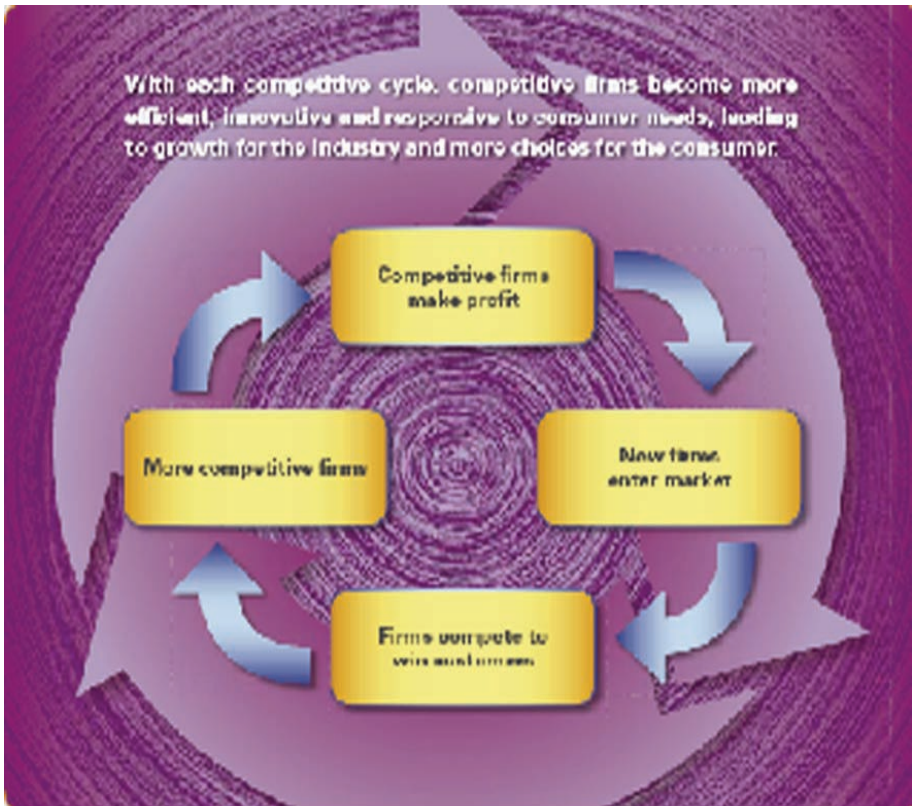 With each competitive cycle, competitive firms become more
efficient, innovative and responsive to consumer needs, leading
to growth for the industry and more choices for the consumer.
Competitive firms
make profit
More competitive firms
New firms
enter market
Firms compete to
win customers